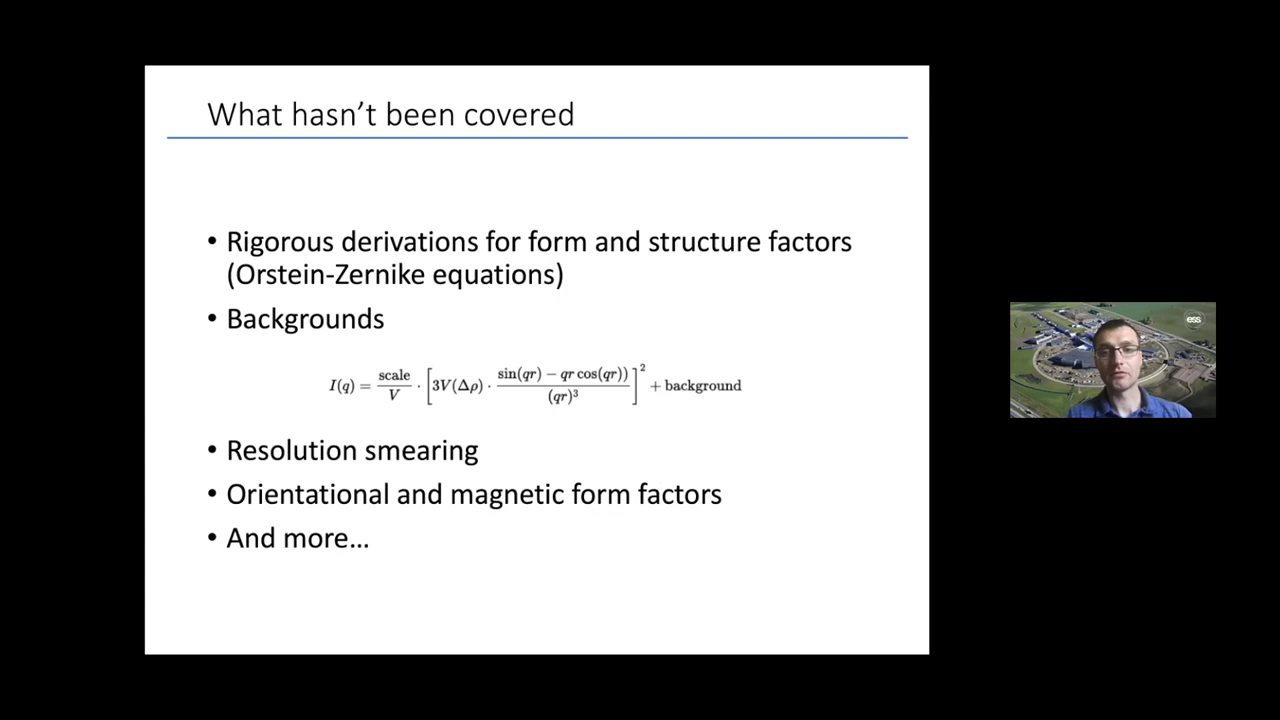 What hasn't been covered
• Rigorous derivations for form and structure factors
(Orstein-Zernike equations)
• Backgrounds
I(q) = scale/V · [3V(Δρ) · sin(qr) − qr cos(qr))/(qr)³]² + background
• Resolution smearing
• Orientational and magnetic form factors
• And more...
ess